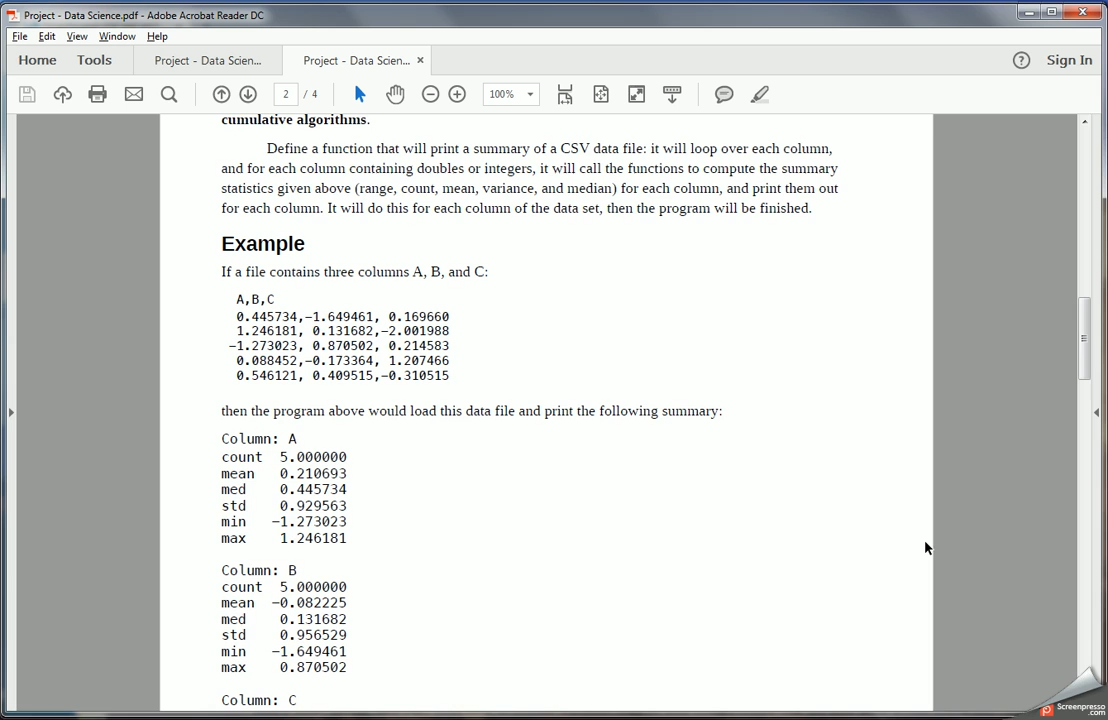 Project - Data Science.pdf - Adobe Acrobat Reader DC
File Edit View Window Help
Home Tools Project - Data Scien... Project - Data Scien... × ? Sign In
2 / 4 100%
cumulative algorithms.
Define a function that will print a summary of a CSV data file: it will loop over each column,
and for each column containing doubles or integers, it will call the functions to compute the summary
statistics given above (range, count, mean, variance, and median) for each column, and print them out
for each column. It will do this for each column of the data set, then the program will be finished.
Example
If a file contains three columns A, B, and C:
A,B,C
0.445734,-1.649461, 0.169660
1.246181, 0.131682,-2.001988
-1.273023, 0.870502, 0.214583
0.088452,-0.173364, 1.207466
0.546121, 0.409515,-0.310515
then the program above would load this data file and print the following summary:
Column: A
count 5.000000
mean 0.210693
med 0.445734
std 0.929563
min -1.273023
max 1.246181
Column: B
count 5.000000
mean -0.082225
med 0.131682
std 0.956529
min -1.649461
max 0.870502
Column: C
Screenpresso
.com